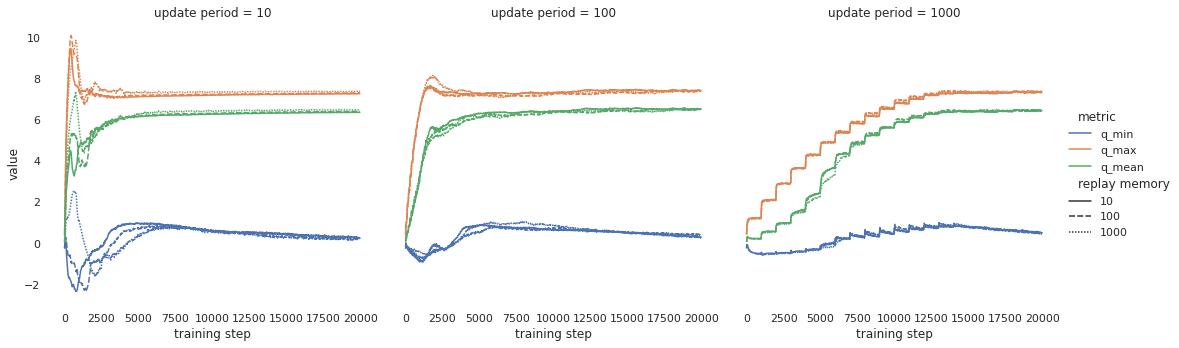 update period = 10
update period = 100
update period = 1000
value
10
8
6
4
2
0
−2
0 2500 5000 7500 10000 12500 15000 17500 20000
training step
0 2500 5000 7500 10000 12500 15000 17500 20000
training step
0 2500 5000 7500 10000 12500 15000 17500 20000
training step
metric
q_min
q_max
q_mean
replay memory
10
100
1000